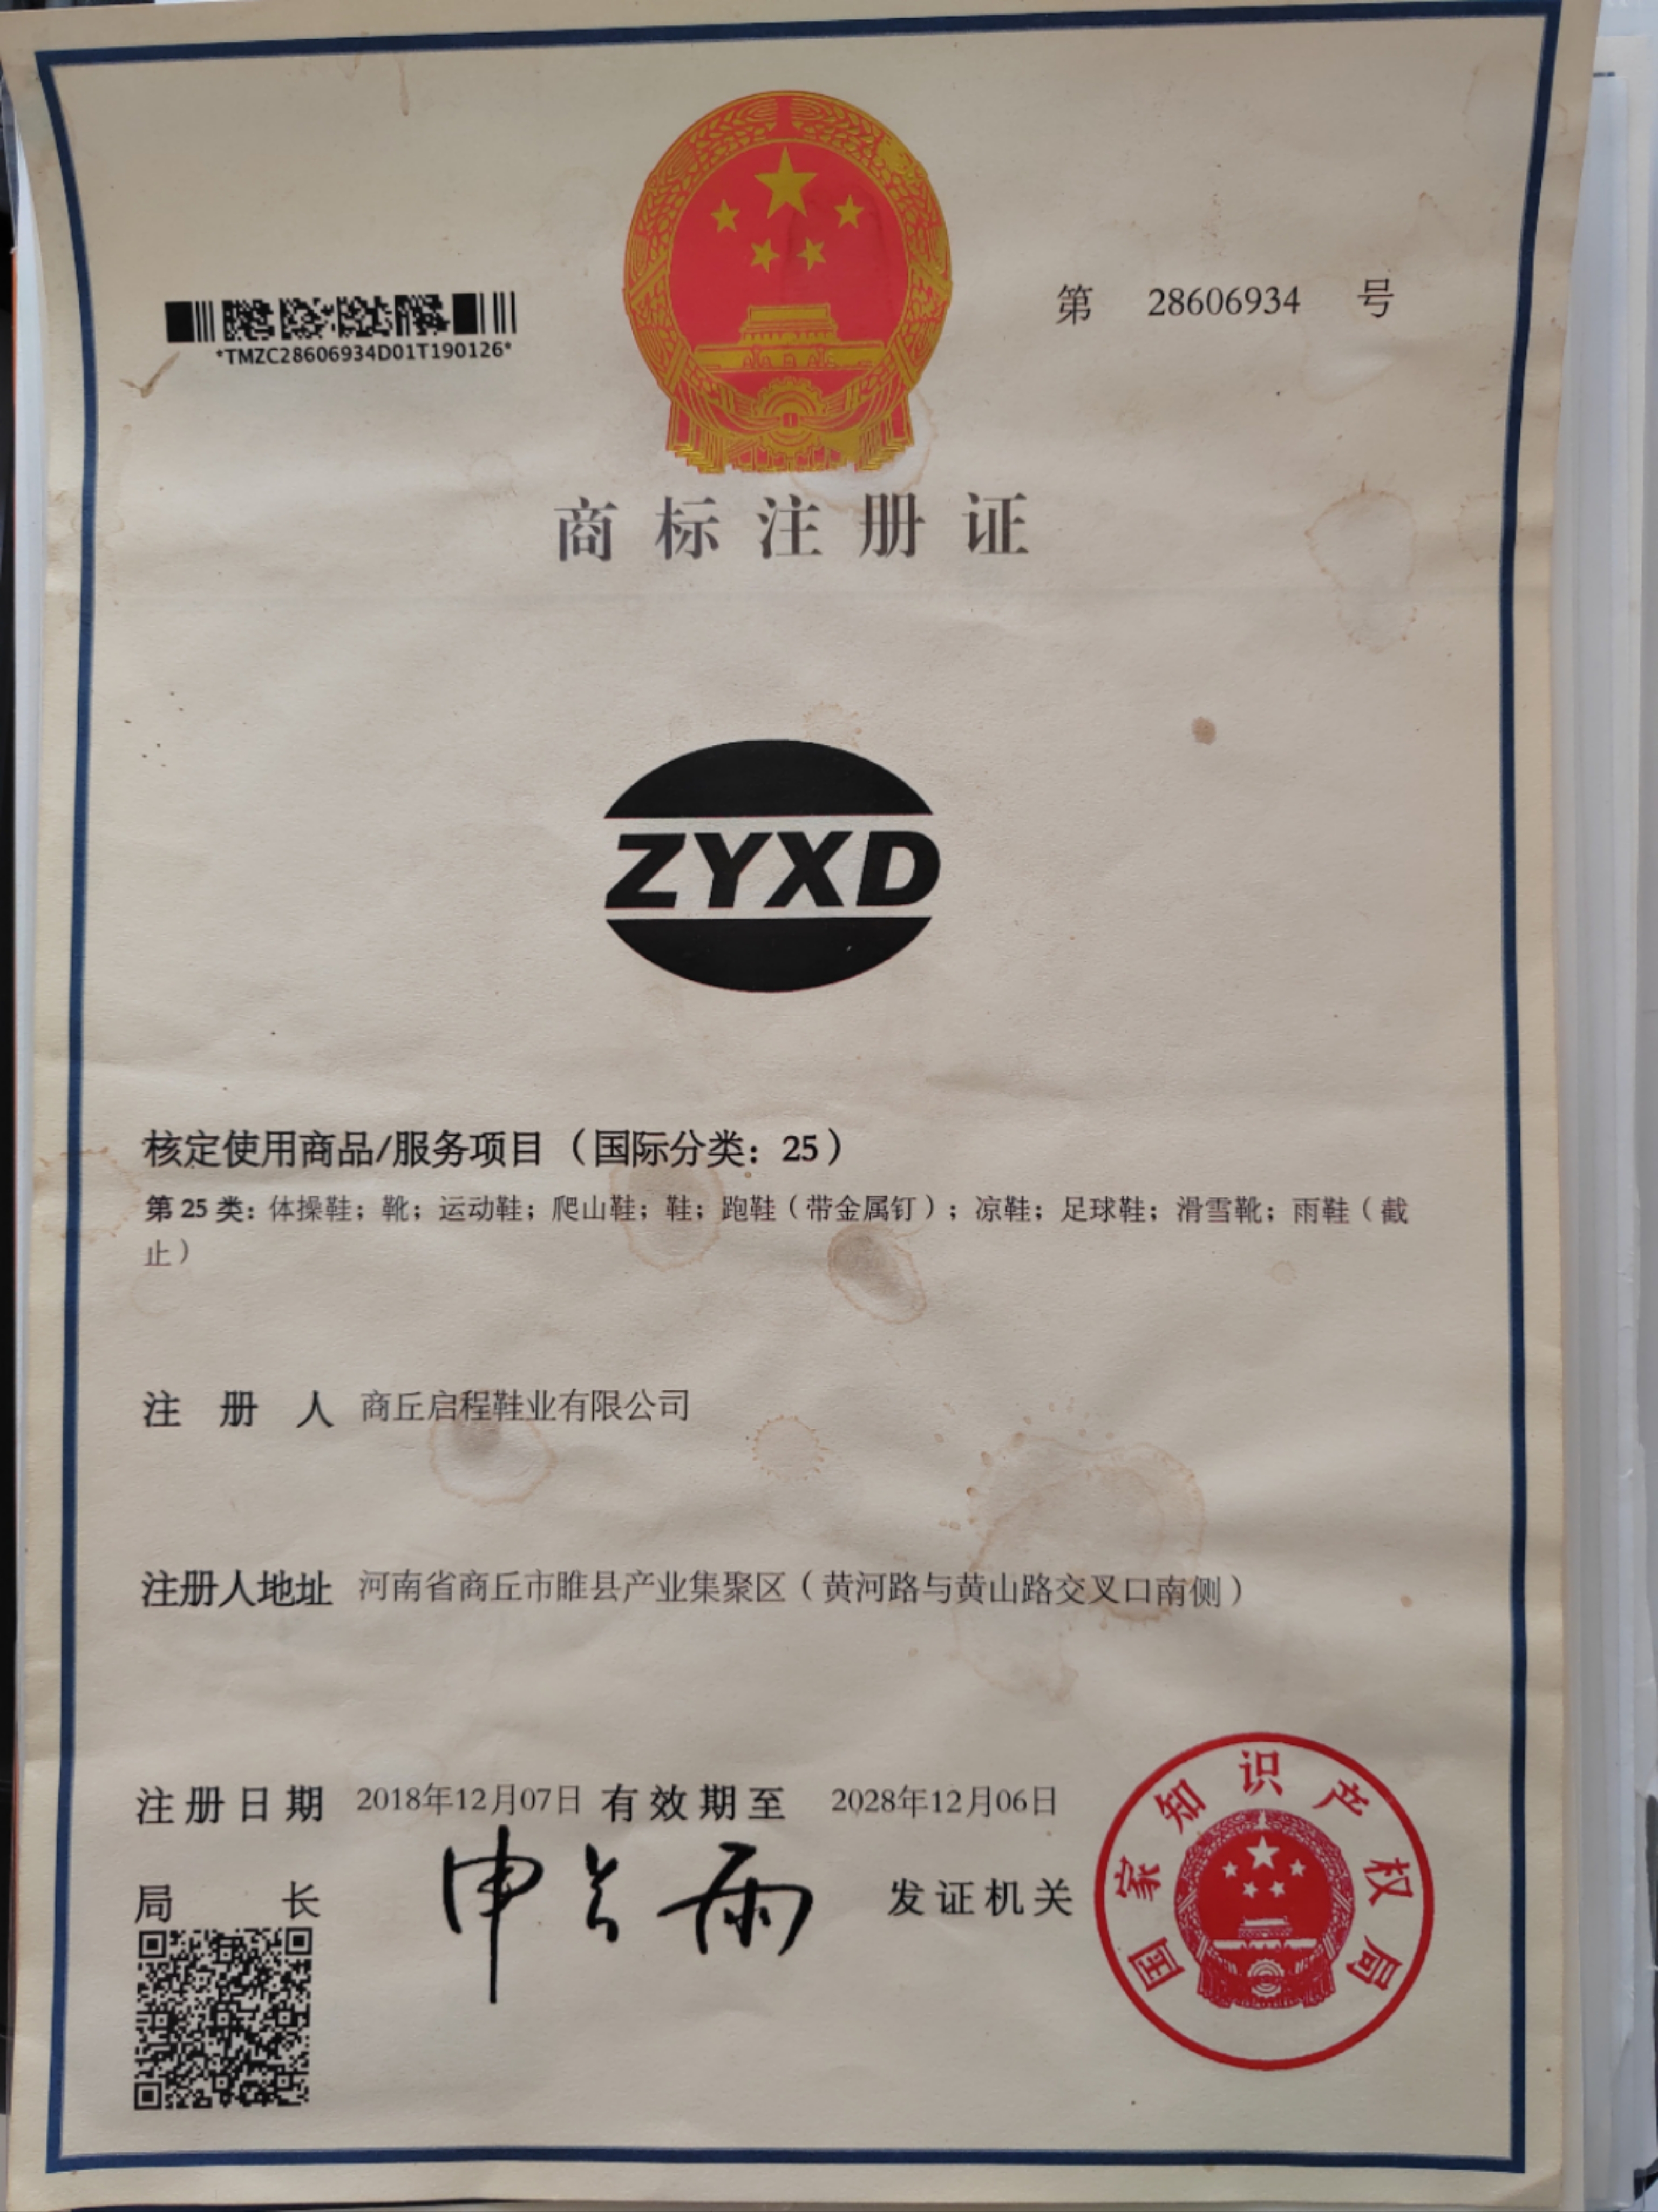 第 28606934 号
*TMZC28606934D01T190126*
商标注册证
ZYXD
核定使用商品/服务项目（国际分类：25）
第25类：体操鞋；靴；运动鞋；爬山鞋；鞋；跑鞋（带金属钉）；凉鞋；足球鞋；滑雪靴；雨鞋（截
止）
注册人 商丘启程鞋业有限公司
注册人地址 河南省商丘市睢县产业集聚区（黄河路与黄山路交叉口南侧）
注册日期 2018年12月07日 有效期至 2028年12月06日
局长 申长雨 发证机关
国家知识产权局